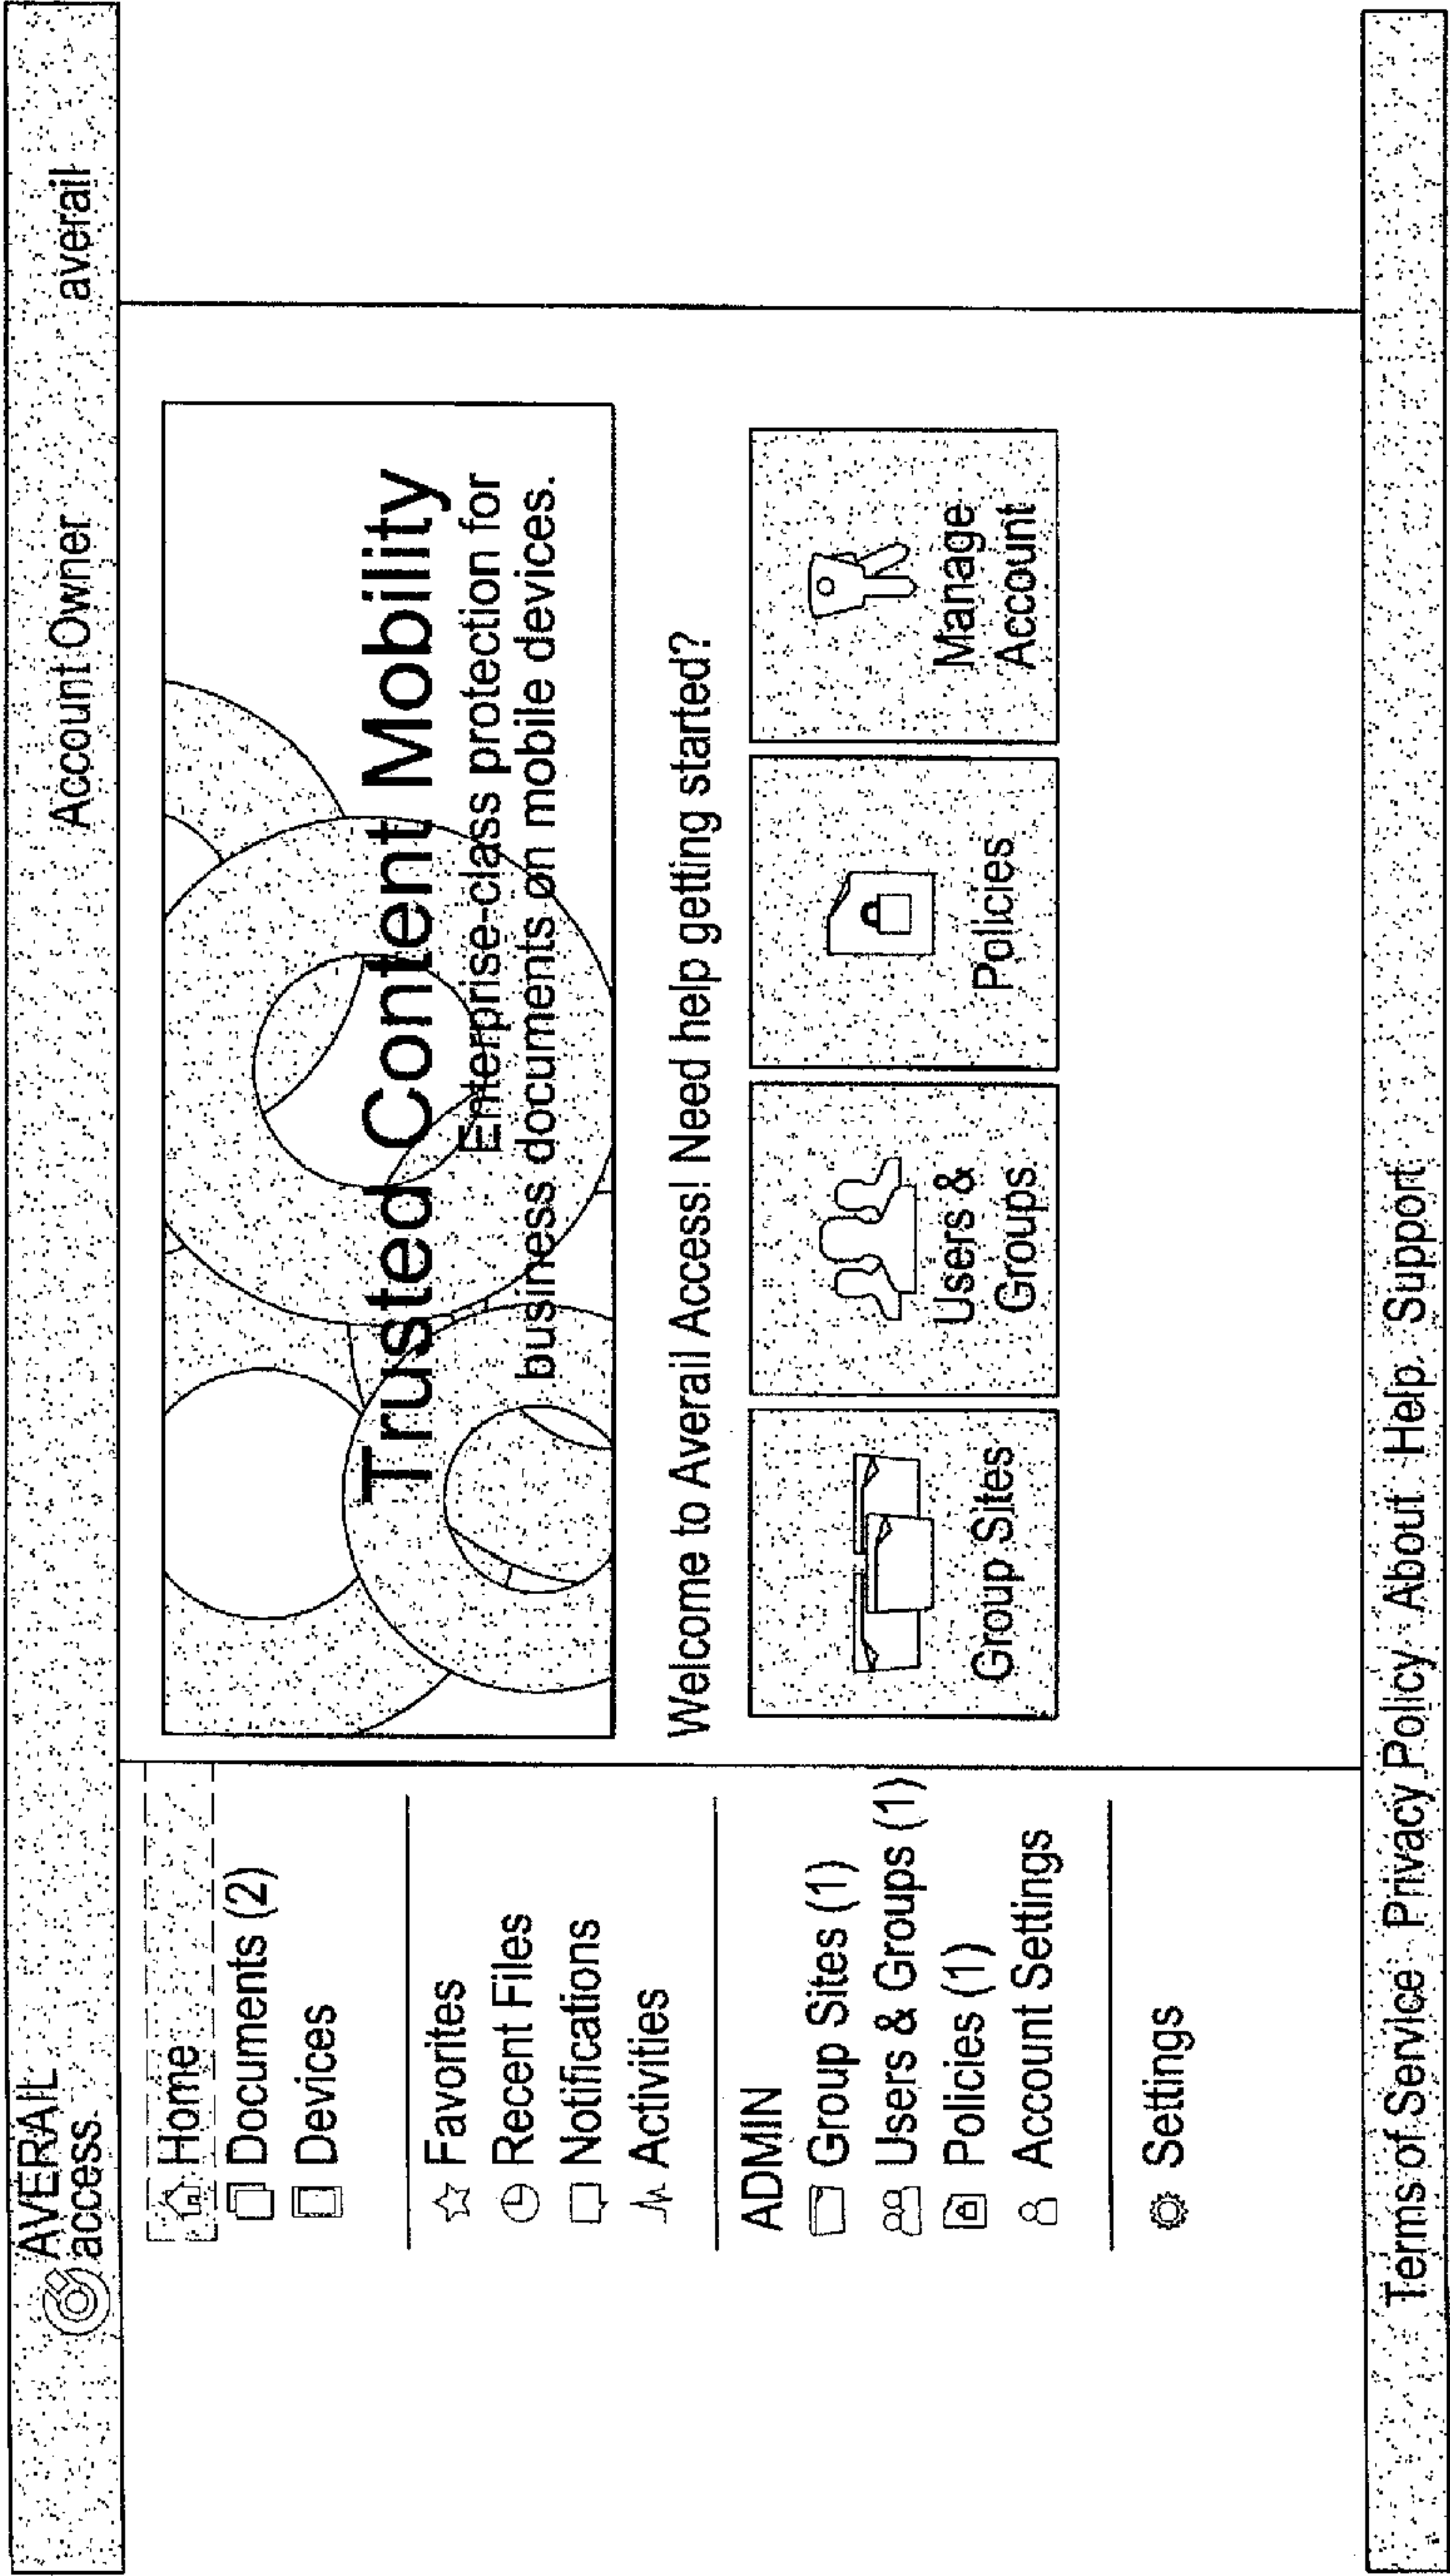 AVERAIL
access
Account Owner
averail
Home
Documents (2)
Devices
Favorites
Recent Files
Notifications
Activities
ADMIN
Group Sites (1)
Users & Groups (1)
Policies (1)
Account Settings
Settings
Trusted Content Mobility
Enterprise-class protection for
business documents on mobile devices.
Welcome to Averail Access! Need help getting started?
Group Sites
Users &
Groups
Policies
Manage
Account
Terms of Service Privacy Policy About Help Support